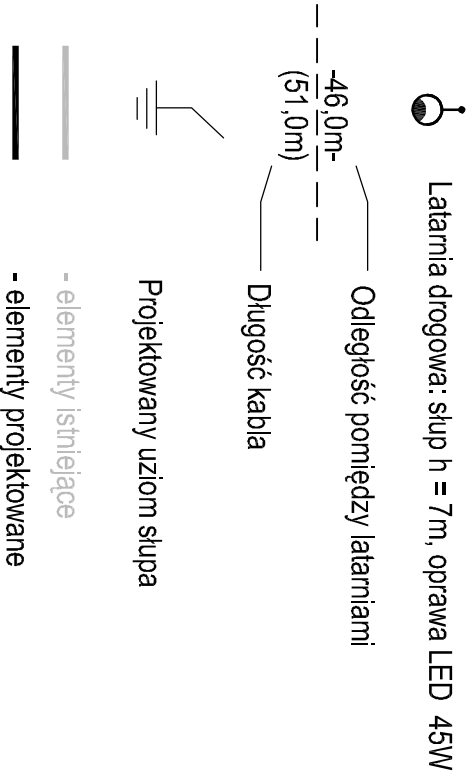 Latarnia drogowa: słup h = 7m, oprawa LED 45W
-46,0m-
(51,0m)
Odległość pomiędzy latarniami
Długość kabla
Projektowany uziom słupa
- elementy istniejące
- elementy projektowane